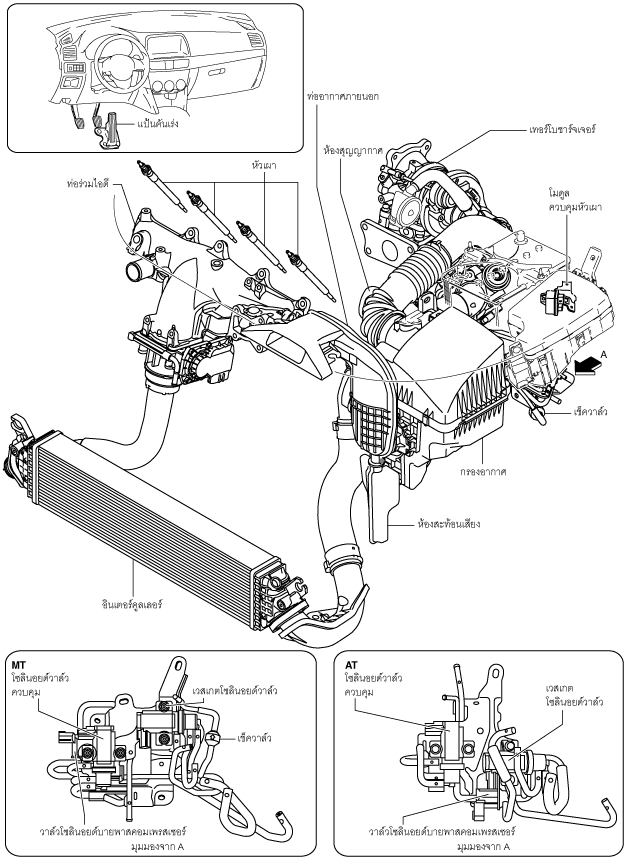 แป้นคันเร่ง
ท่ออากาศภายนอก
เทอร์โบชาร์จเจอร์
ห้องสุญญากาศ
หัวเผา
ท่อร่วมไอดี
โมดูล
ควบคุมหัวเผา
A
เช็ควาล์ว
กรองอากาศ
ห้องสะท้อนเสียง
อินเตอร์คูลเลอร์
MT
โซลินอยด์วาล์ว
ควบคุม
เวสเกตโซลินอยด์วาล์ว
เช็ควาล์ว
วาล์วโซลินอยด์บายพาสคอมเพรสเซอร์
มุมมองจาก A
AT
โซลินอยด์วาล์ว
ควบคุม
เวสเกต
โซลินอยด์วาล์ว
วาล์วโซลินอยด์บายพาสคอมเพรสเซอร์
มุมมองจาก A